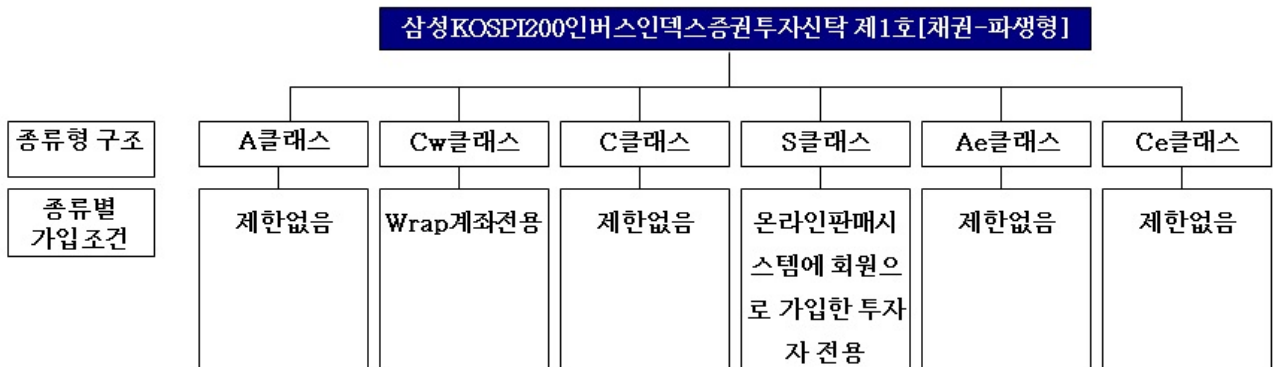 삼성KOSPI200인버스인덱스증권투자신탁 제1호[채권-파생형]
종류형 구조
A클래스
Cw클래스
C클래스
S클래스
Ae클래스
Ce클래스
종류별
가입조건
제한없음
Wrap계좌전용
제한없음
온라인판매시
스템에 회원으
로 가입한 투자
자 전용
제한없음
제한없음